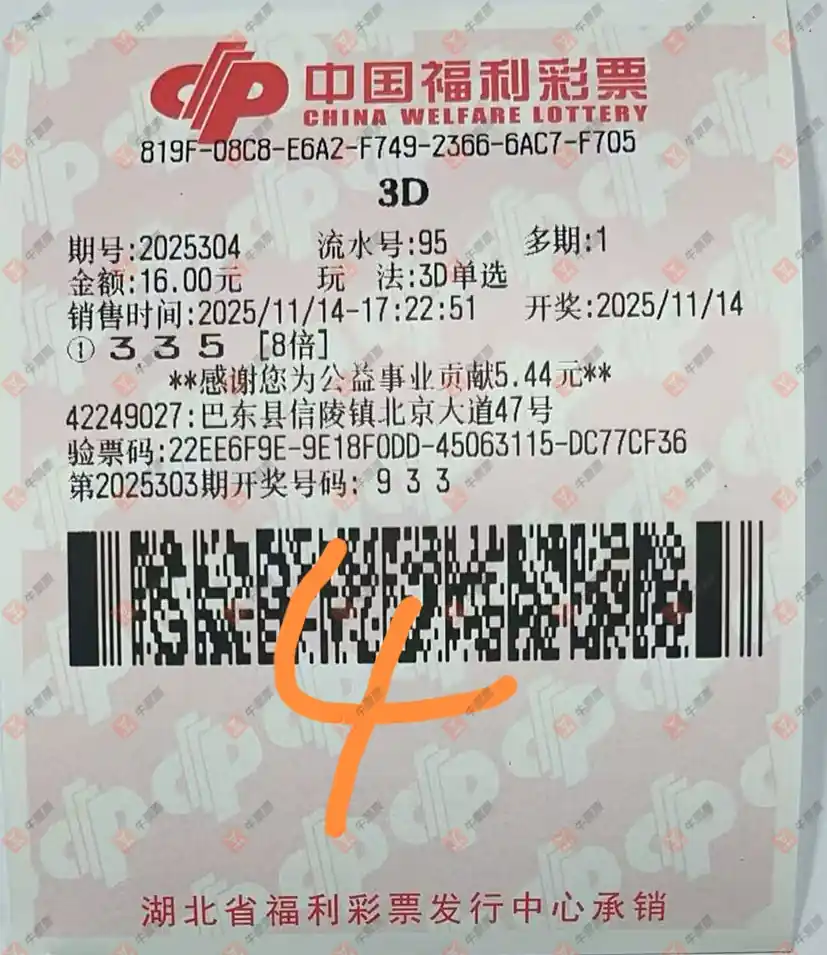 中国福利彩票
CHINA WELFARE LOTTERY
819F-08C8-E6A2-F749-2366-6AC7-F705
3D
期号:2025304 流水号:95 多期:1
金额:16.00元 玩 法:3D单选
销售时间:2025/11/14-17:22:51 开奖:2025/11/14
① 3 3 5 [8倍]
**感谢您为公益事业贡献5.44元**
42249027:巴东县信陵镇北京大道47号
验票码:22EE6F9E-9E18F0DD-45063115-DC77CF36
第2025303期开奖号码: 9 3 3
4
湖北省福利彩票发行中心承销